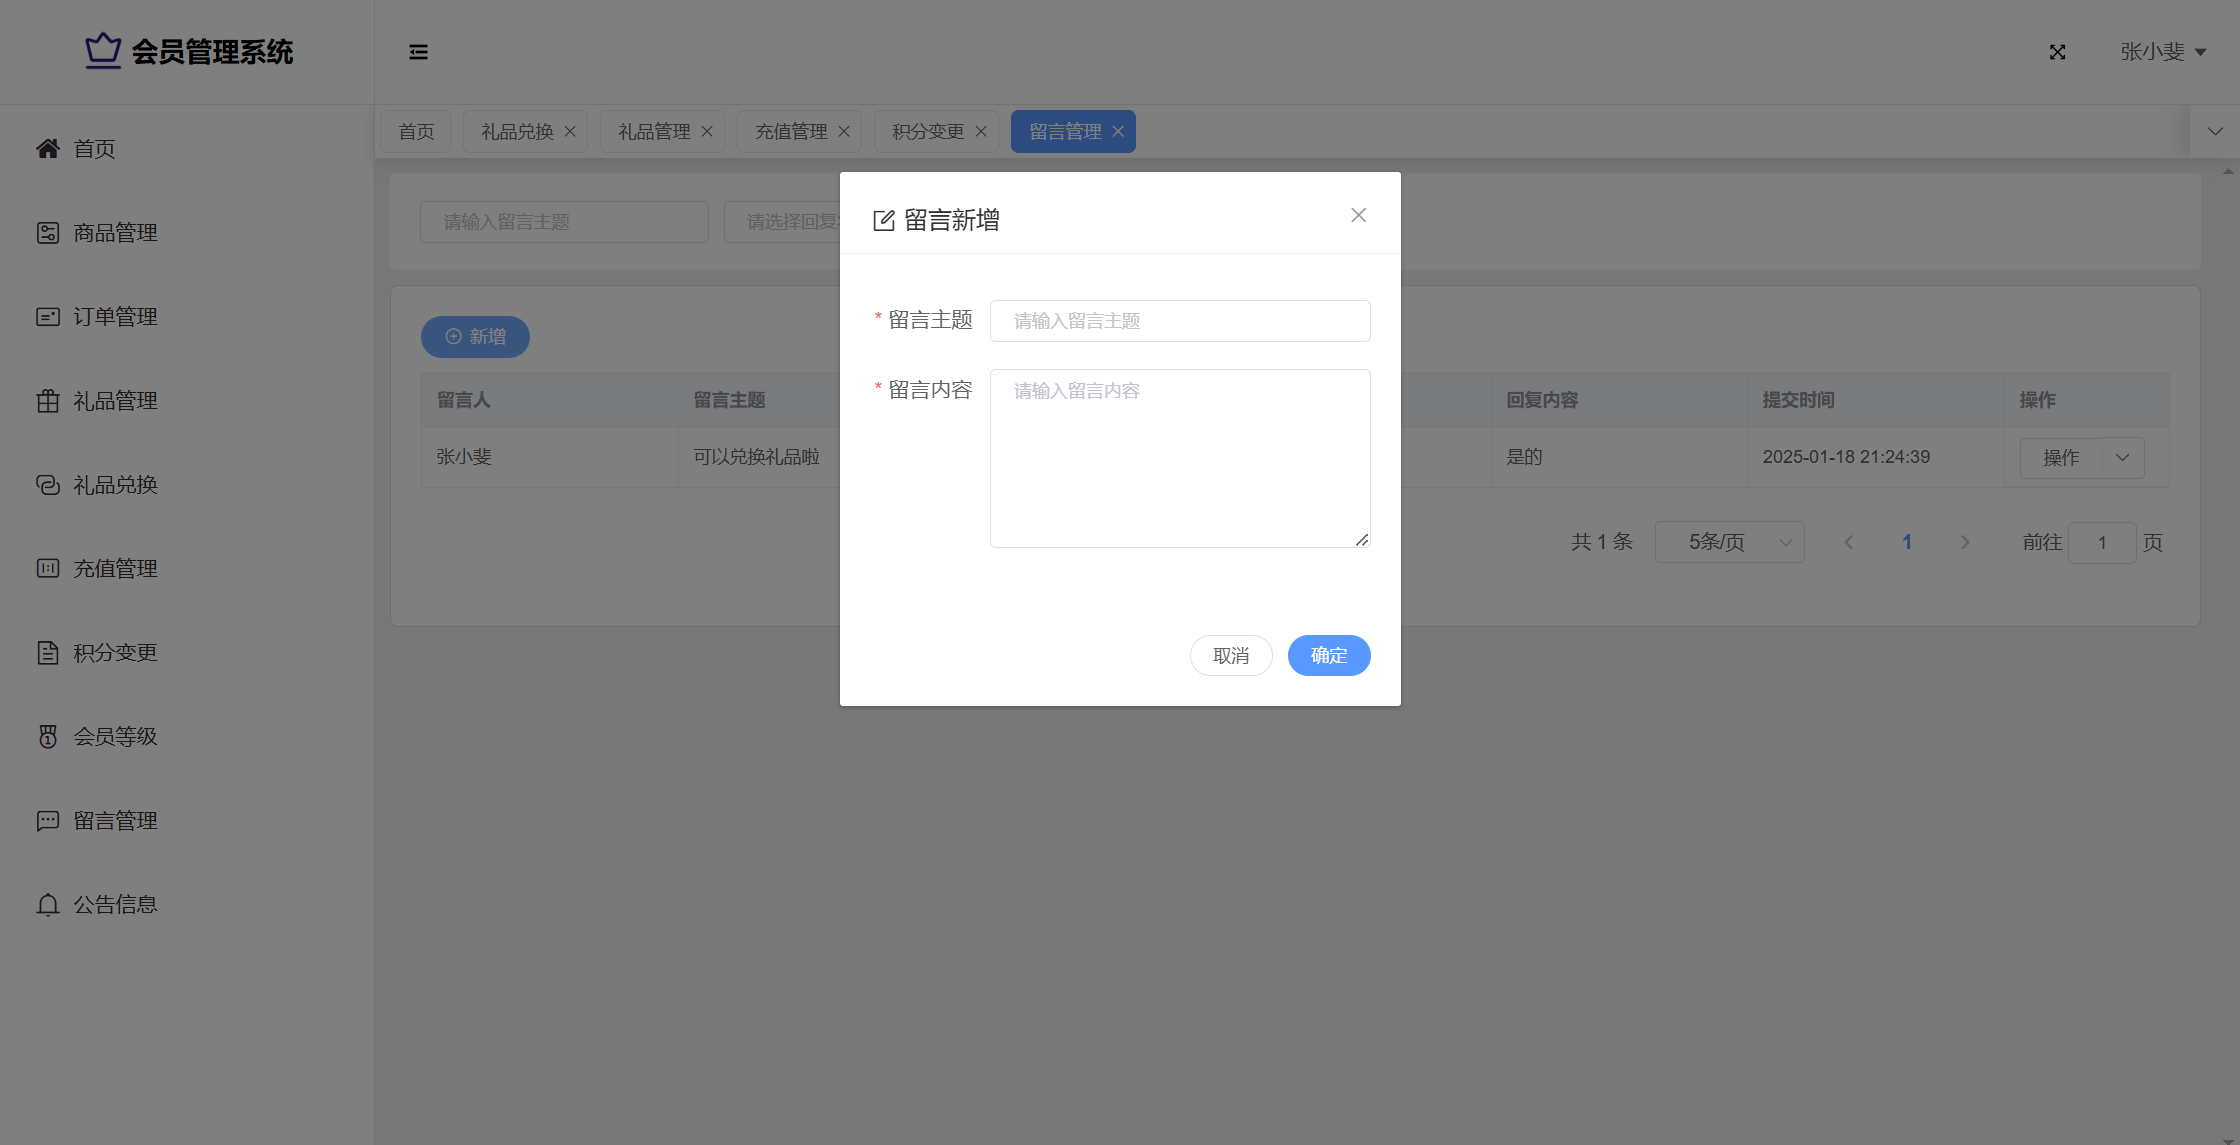 会员管理系统
张小斐
首页
礼品兑换
礼品管理
充值管理
积分变更
留言管理
首页
商品管理
订单管理
礼品管理
礼品兑换
充值管理
积分变更
会员等级
留言管理
公告信息
请输入留言主题
请选择回复
新增
留言人
留言主题
回复内容
提交时间
操作
张小斐
可以兑换礼品啦
是的
2025-01-18 21:24:39
操作
共 1 条
5条/页
1
前往
1
页
留言新增
* 留言主题
请输入留言主题
* 留言内容
请输入留言内容
取消
确定